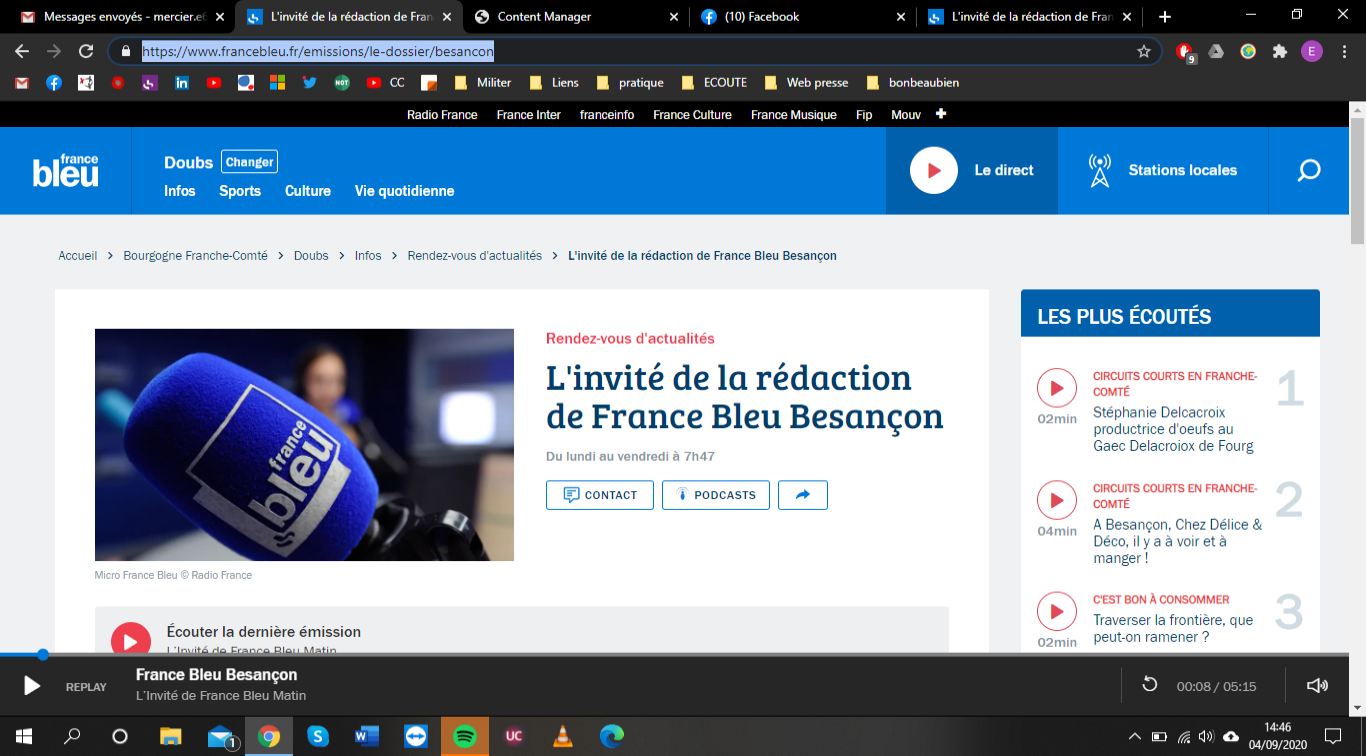 Messages envoyés - mercier.e
L'invité de la rédaction de Fran
Content Manager
(10) Facebook
L'invité de la rédaction de Fran
https://www.francebleu.fr/emissions/le-dossier/besancon
9
E
NOT
CC
Militer
Liens
pratique
ECOUTE
Web presse
bonbeaubien
Radio France
France Inter
franceinfo
France Culture
France Musique
Fip
Mouv
france
bleu
Doubs
Changer
Infos
Sports
Culture
Vie quotidienne
Le direct
Stations locales
Accueil > Bourgogne Franche-Comté > Doubs > Infos > Rendez-vous d'actualités > L'invité de la rédaction de France Bleu Besançon
france
bleu
Micro France Bleu © Radio France
Rendez-vous d'actualités
L'invité de la rédaction
de France Bleu Besançon
Du lundi au vendredi à 7h47
CONTACT
PODCASTS
Écouter la dernière émission
L'Invité de France Bleu Matin
LES PLUS ÉCOUTÉS
CIRCUITS COURTS EN FRANCHE-
COMTÉ
1
02min
Stéphanie Delcacroix
productrice d'oeufs au
Gaec Delacroiox de Fourg
CIRCUITS COURTS EN FRANCHE-
COMTÉ
2
04min
A Besançon, Chez Délice &
Déco, il y a à voir et à
manger !
C'EST BON À CONSOMMER
3
02min
Traverser la frontière, que
peut-on ramener ?
REPLAY
France Bleu Besançon
L'Invité de France Bleu Matin
00:08 / 05:15
1
UC
14:46
04/09/2020